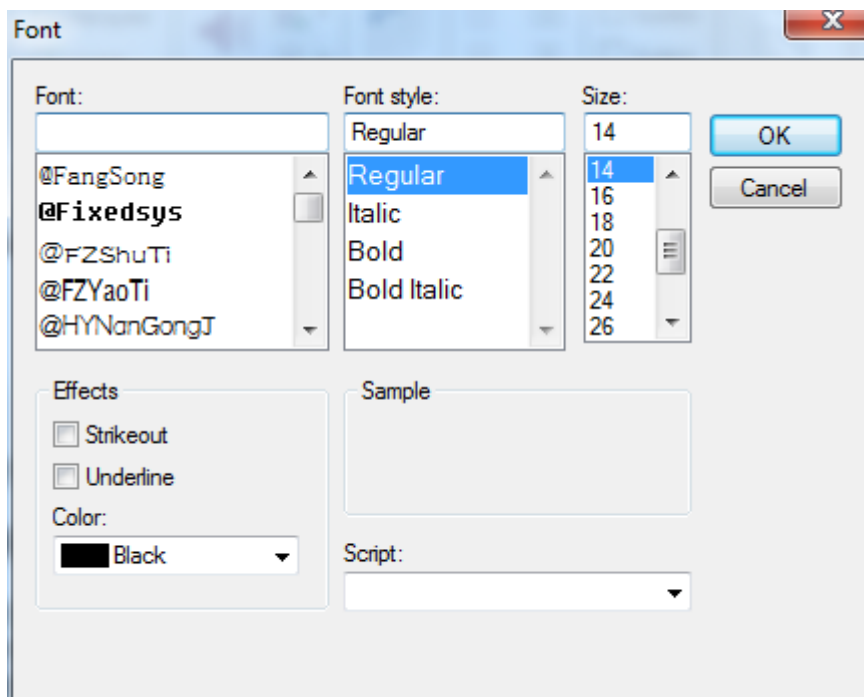 Font
Font:
Font style:
Size:
Regular
14
OK
Cancel
@FangSong
@Fixedsys
@FZShuTi
@FZYaoTi
@HYNanGongJ
Regular
Italic
Bold
Bold Italic
14
16
18
20
22
24
26
Effects
Strikeout
Underline
Color:
Black
Sample
Script: